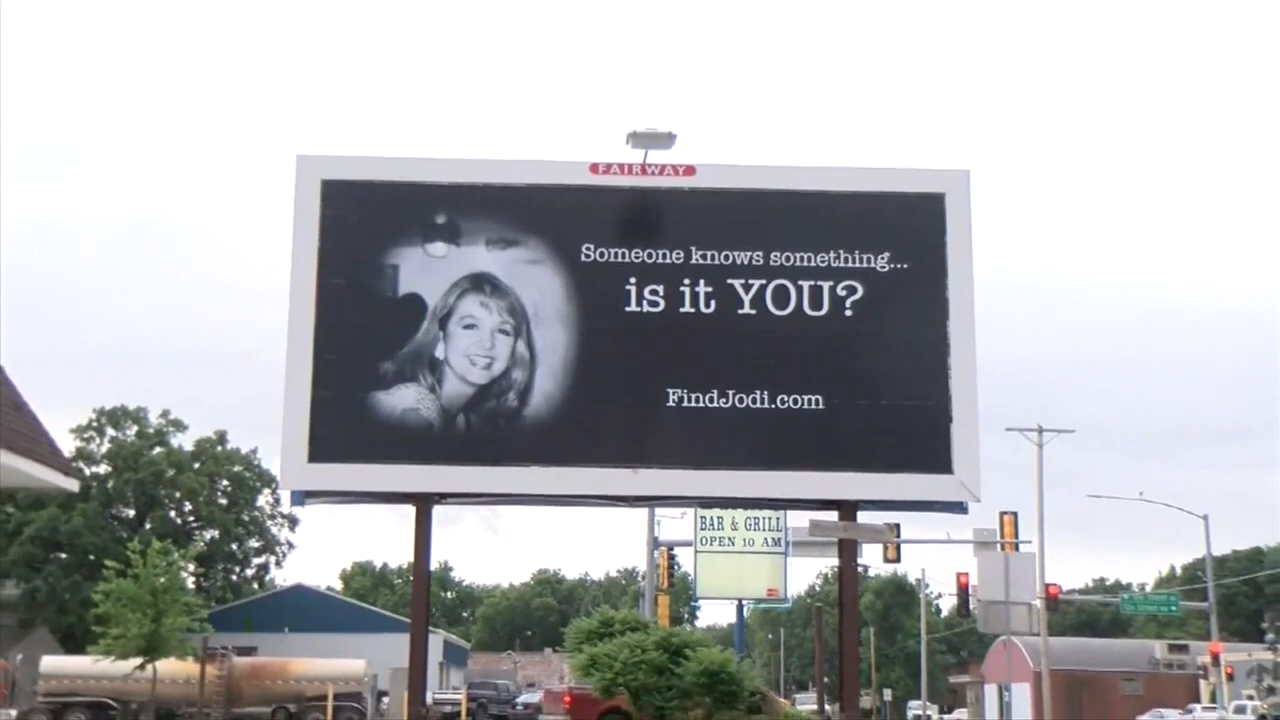 FAIRWAY
Someone knows something...
is it YOU?
FindJodi.com
BAR & GRILL
OPEN 10 AM